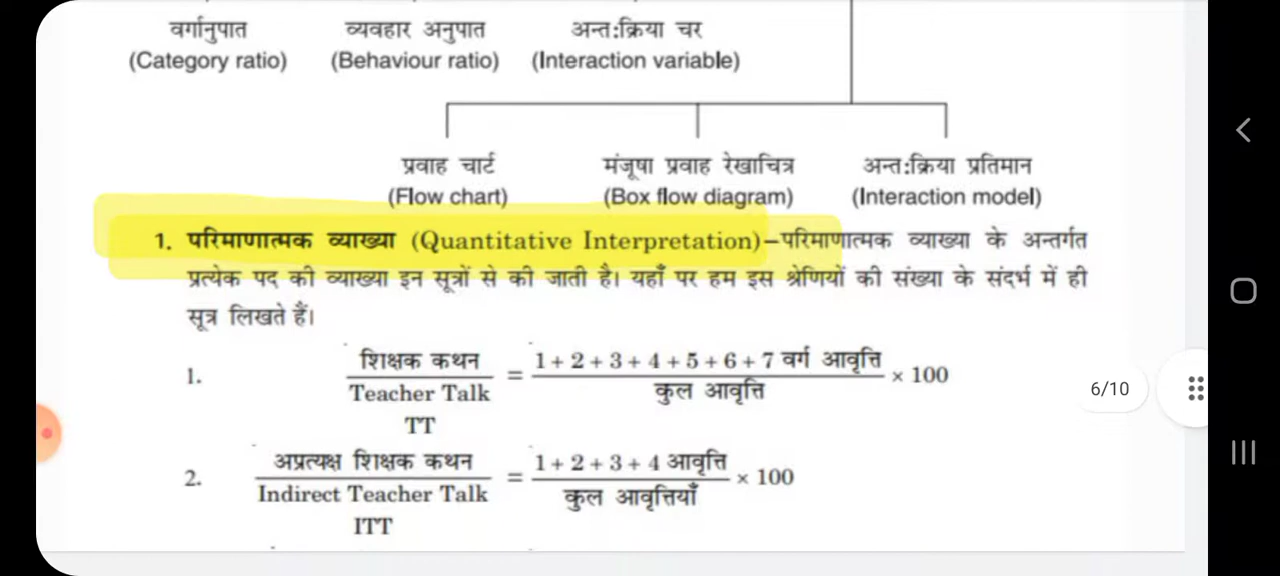 वर्गानुपात व्यवहार अनुपात अन्त:क्रिया चर
(Category ratio) (Behaviour ratio) (Interaction variable)
प्रवाह चार्ट मंजूषा प्रवाह रेखाचित्र अन्त:क्रिया प्रतिमान
(Flow chart) (Box flow diagram) (Interaction model)
1. परिमाणात्मक व्याख्या (Quantitative Interpretation)–परिमाणात्मक व्याख्या के अन्तर्गत
प्रत्येक पद की व्याख्या इन सूत्रों से की जाती है। यहाँ पर हम इस श्रेणियों की संख्या के संदर्भ में ही
सूत्र लिखते हैं।
1. शिक्षक कथन = 1 + 2 + 3 + 4 + 5 + 6 + 7 वर्ग आवृत्ति × 100
Teacher Talk कुल आवृत्ति
TT
6/10
2. अप्रत्यक्ष शिक्षक कथन = 1 + 2 + 3 + 4 आवृत्ति × 100
Indirect Teacher Talk कुल आवृत्तियाँ
ITT